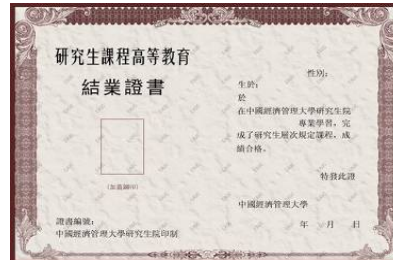 研究生課程高等教育
結業證書
(加蓋鋼印)
證書編號：
中國經濟管理大學研究生院印制
性別：
生於：
於
在中國經濟管理大學研究生院
專業學習，完
成了研究生層次規定課程，成
績合格。
特發此證
中國經濟管理大學
年 月 日